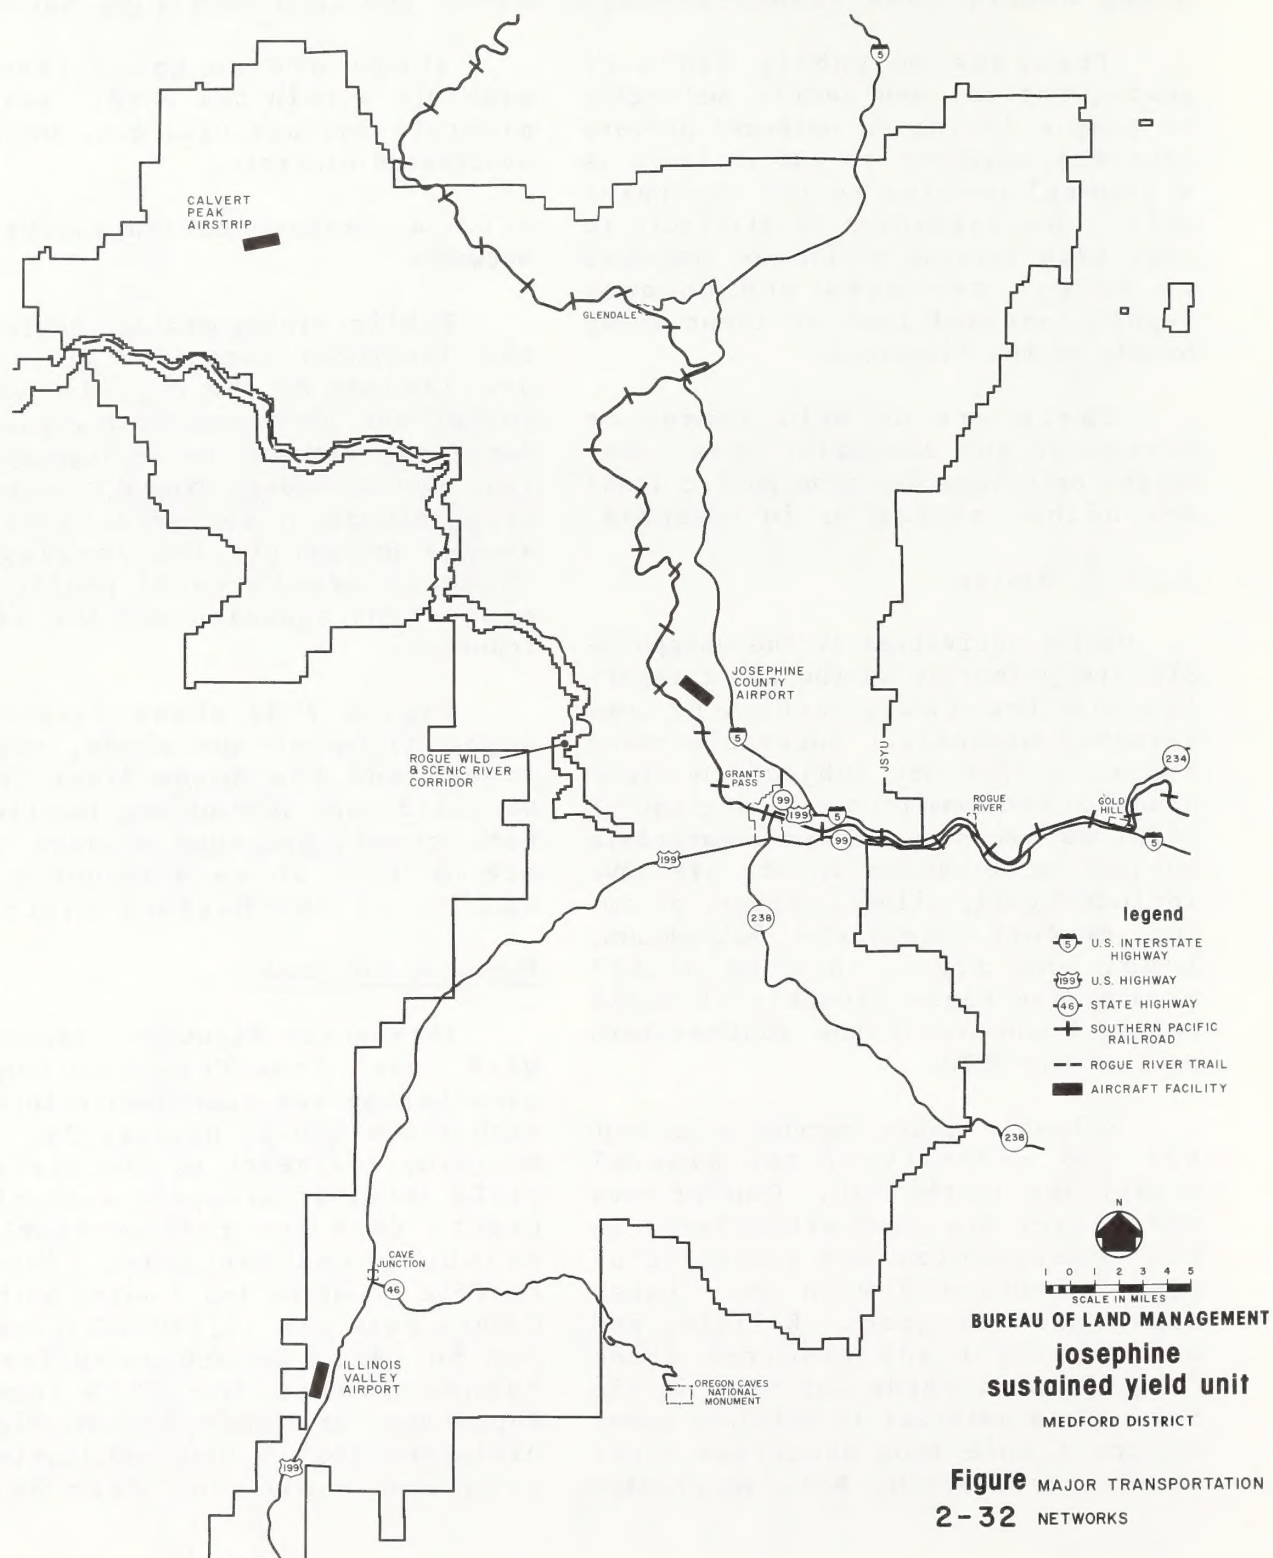 5
CALVERT
PEAK
AIRSTRIP
GLENDALE
JOSEPHINE
COUNTY
AIRPORT
JSYU
5
ROGUE WILD
& SCENIC RIVER
CORRIDOR
GRANTS
PASS
99
199
5
99
ROGUE
RIVER
GOLD
HILL
234
5
199
238
legend
5 U.S. INTERSTATE
HIGHWAY
199 U.S. HIGHWAY
46 STATE HIGHWAY
SOUTHERN PACIFIC
RAILROAD
ROGUE RIVER TRAIL
AIRCRAFT FACILITY
238
N
1 0 1 2 3 4 5
SCALE IN MILES
CAVE
JUNCTION
46
ILLINOIS
VALLEY
AIRPORT
OREGON CAVES
NATIONAL
MONUMENT
199
BUREAU OF LAND MANAGEMENT
josephine
sustained yield unit
MEDFORD DISTRICT
Figure MAJOR TRANSPORTATION
2-32 NETWORKS